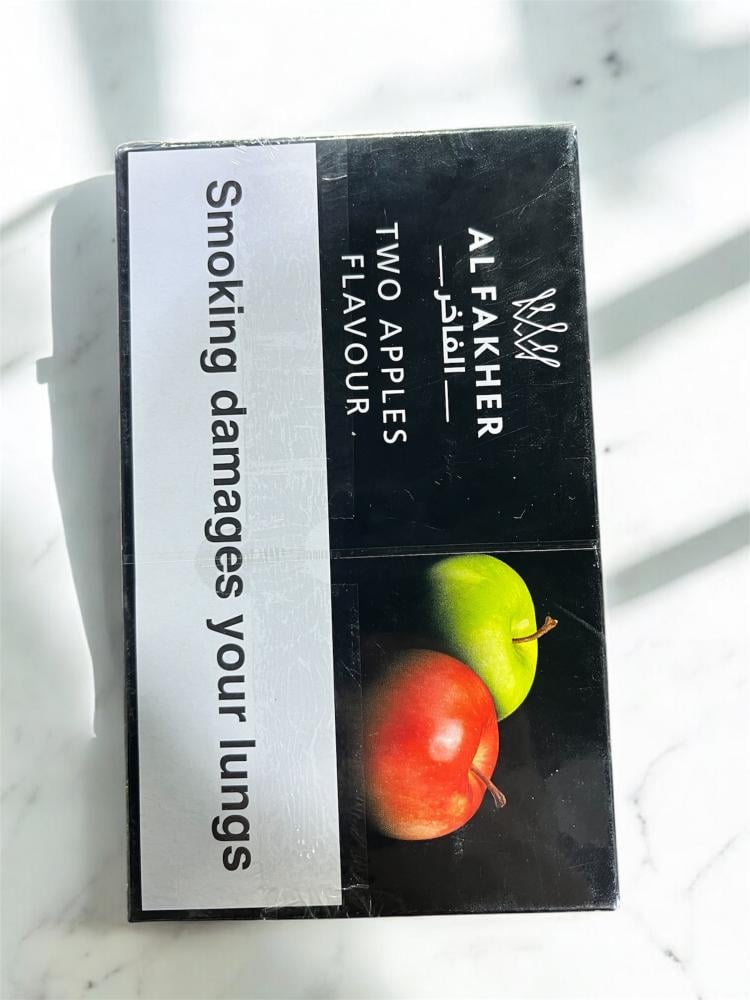 AL FAKHER
الفاخر
TWO APPLES
FLAVOUR
Smoking damages your lungs